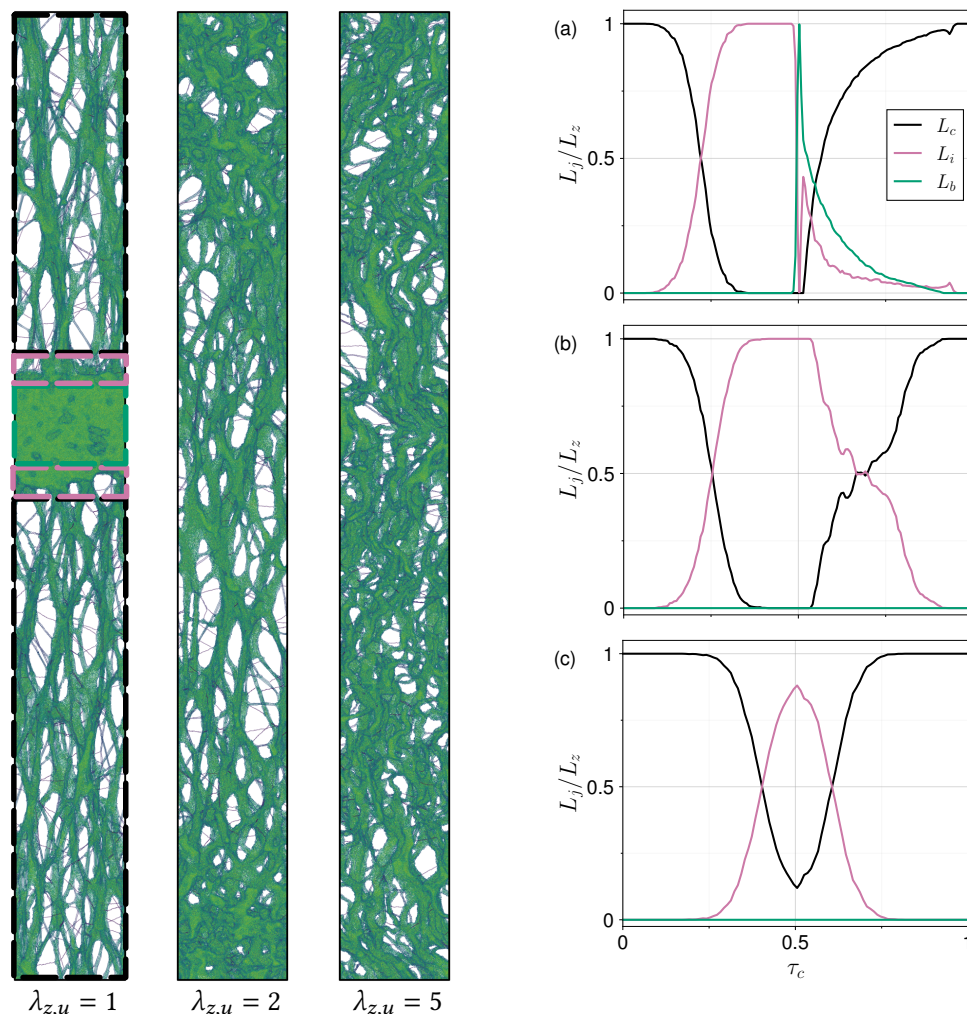 λ_{z,u} = 1
λ_{z,u} = 2
λ_{z,u} = 5
(a)
1
0.5
0
L_j/L_z
L_c
L_i
L_b
(b)
1
0.5
0
L_j/L_z
(c)
1
0.5
0
L_j/L_z
0
0.5
τ_c